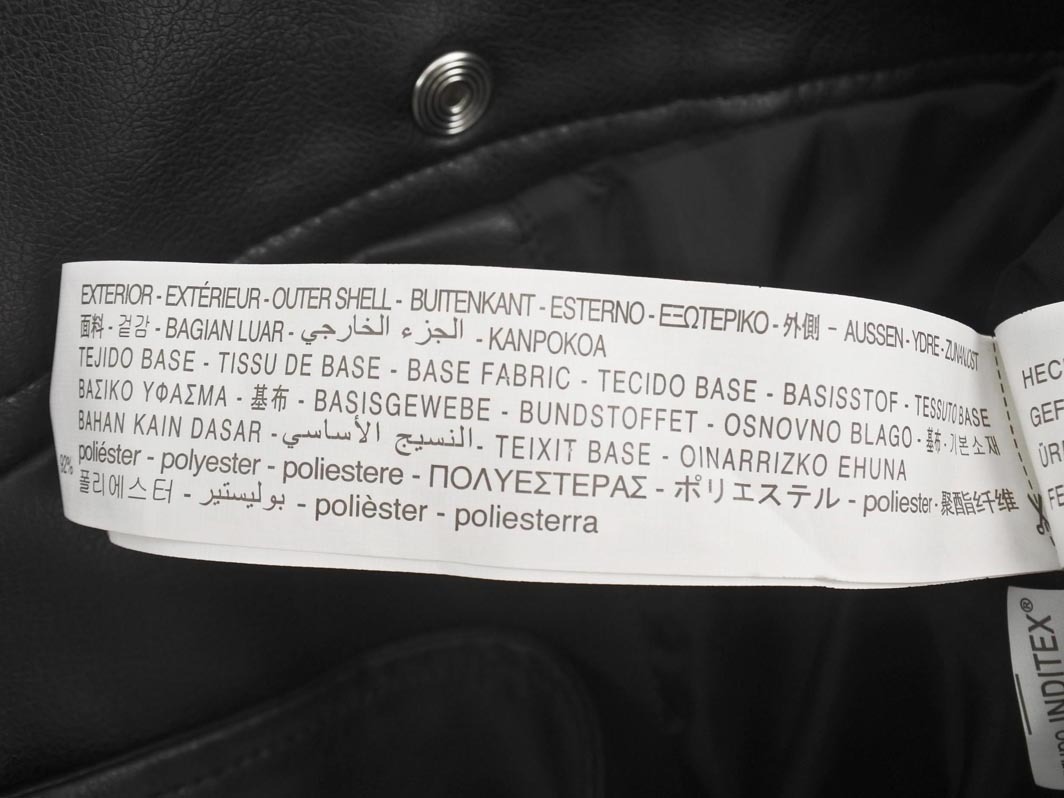 EXTERIOR - EXTÉRIEUR - OUTER SHELL - BUITENKANT - ESTERNO - ΕΞΩΤΕΡΙΚΟ - 外側 - AUSSEN - YDRE - ZUNANJOST
面料 - 겉감 - BAGIAN LUAR - الجزء الخارجي - KANPOKOA
TEJIDO BASE - TISSU DE BASE - BASE FABRIC - TECIDO BASE - BASISSTOF - TESSUTO BASE
ΒΑΣΙΚΟ ΥΦΑΣΜΑ - 基布 - BASISGEWEBE - BUNDSTOFFET - OSNOVNO BLAGO - 基布 - 기본 소재
BAHAN KAIN DASAR - النسيج الأساسي - TEIXIT BASE - OINARRIZKO EHUNA
92% poliéster - polyester - poliestere - ΠΟΛΥΕΣΤΕΡΑΣ - ポリエステル - poliester - 聚酯纤维
폴리에스터 - بوليستير - polièster - poliesterra
HEC
GEF
ÜR
FE
INDITEX®